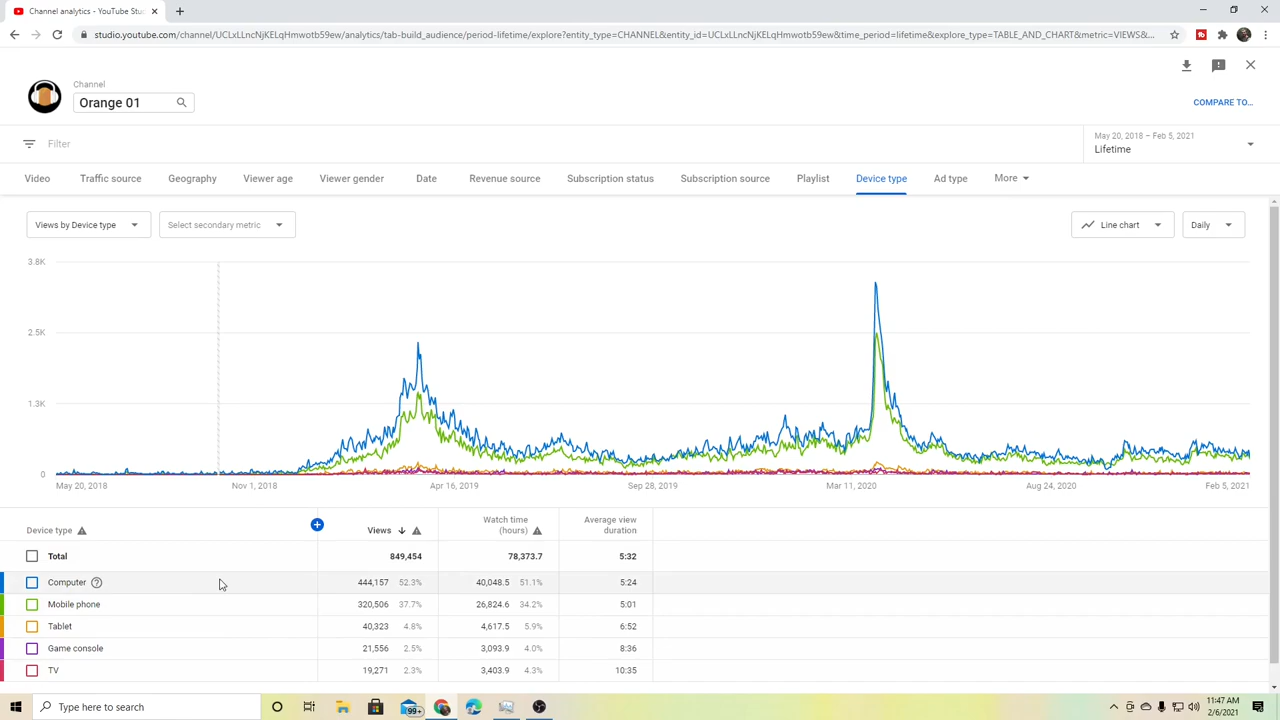 Channel analytics - YouTube Stud
studio.youtube.com/channel/UCLxLLncNjKELqHmwotb59ew/analytics/tab-build_audience/period-lifetime/explore?entity_type=CHANNEL&entity_id=UCLxLLncNjKELqHmwotb59ew&time_period=lifetime&explore_type=TABLE_AND_CHART&metric=VIEWS&...
Channel
Orange 01
COMPARE TO...
Filter
May 20, 2018 – Feb 5, 2021
Lifetime
Video Traffic source Geography Viewer age Viewer gender Date Revenue source Subscription status Subscription source Playlist Device type Ad type More
Views by Device type Select secondary metric Line chart Daily
3.8K
2.5K
1.3K
0
May 20, 2018 Nov 1, 2018 Apr 16, 2019 Sep 28, 2019 Mar 11, 2020 Aug 24, 2020 Feb 5, 2021
Device type Views Watch time (hours) Average view duration
Total 849,454 78,373.7 5:32
Computer 444,157 52.3% 40,048.5 51.1% 5:24
Mobile phone 320,506 37.7% 26,824.6 34.2% 5:01
Tablet 40,323 4.8% 4,617.5 5.9% 6:52
Game console 21,556 2.5% 3,093.9 4.0% 8:36
TV 19,271 2.3% 3,403.9 4.3% 10:35
Type here to search
99+
11:47 AM
2/6/2021